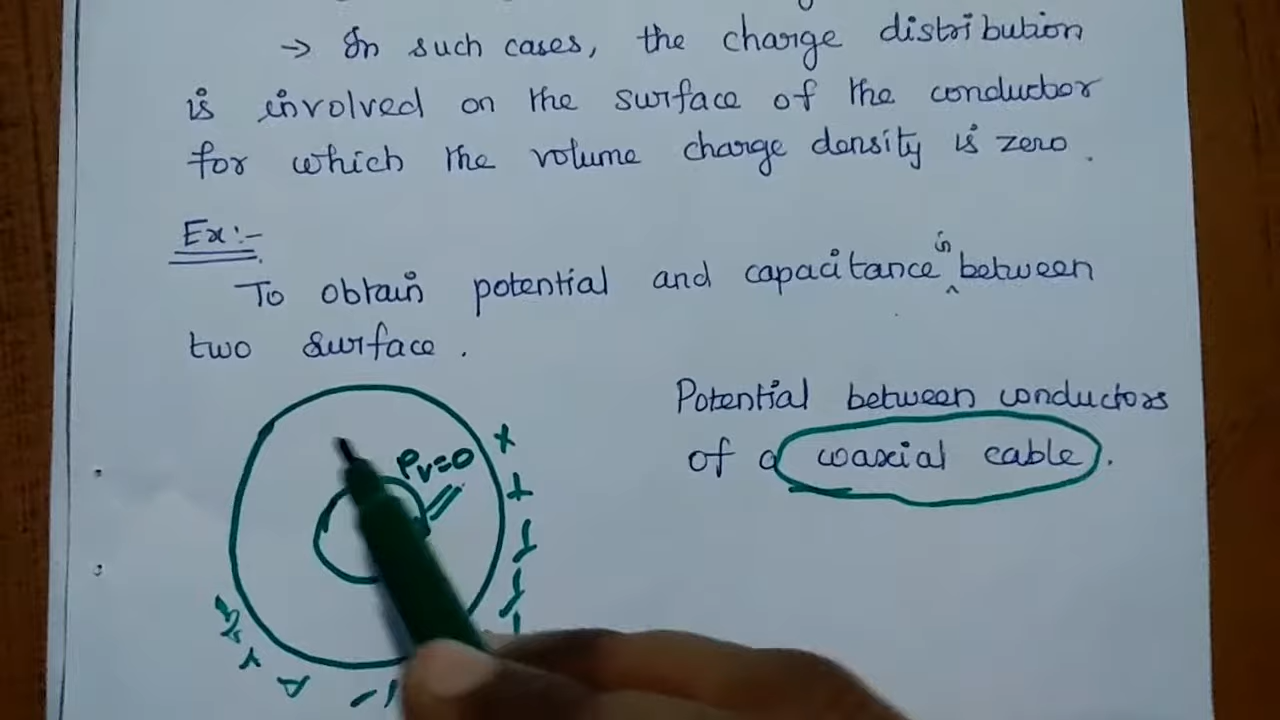 → In such cases, the charge distribution
is involved on the surface of the conductor
for which the volume charge density is zero.
Ex:-
To obtain potential and capacitance in between
two surface.
Potential between conductors
of a coaxial cable.
ρv=0
+
+
+
+